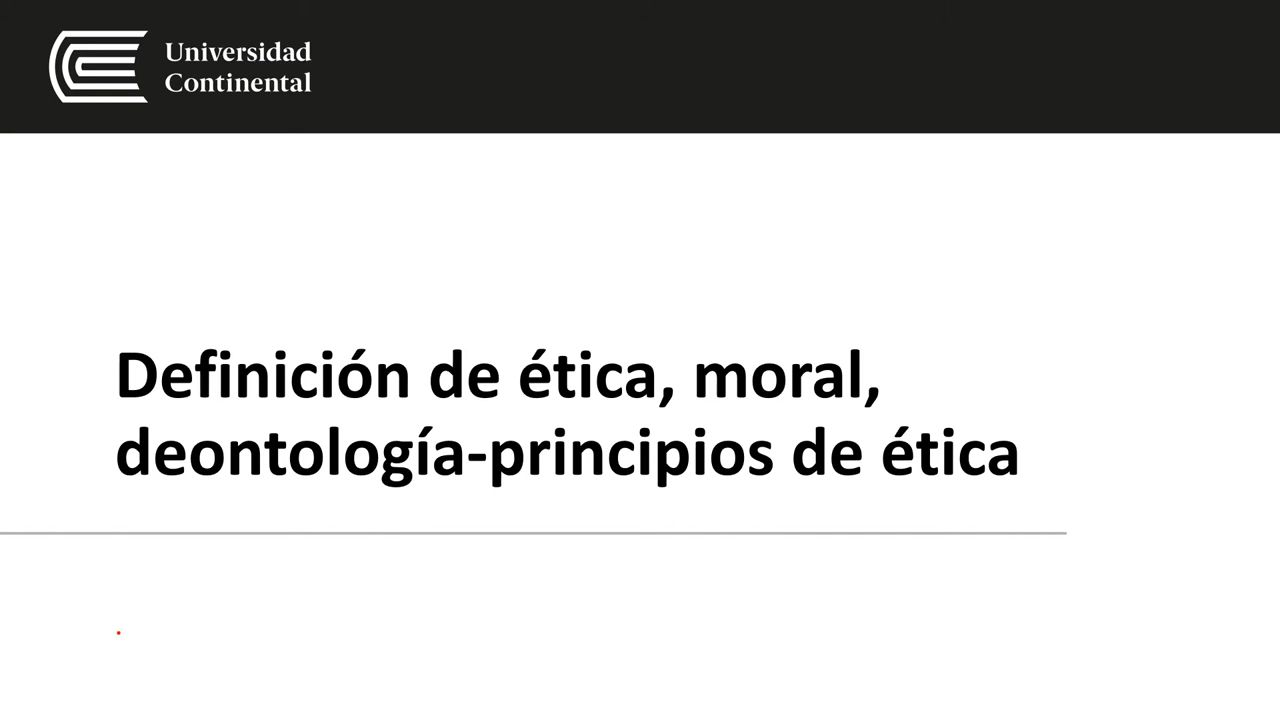 Universidad
Continental
Definición de ética, moral,
deontología-principios de ética
.